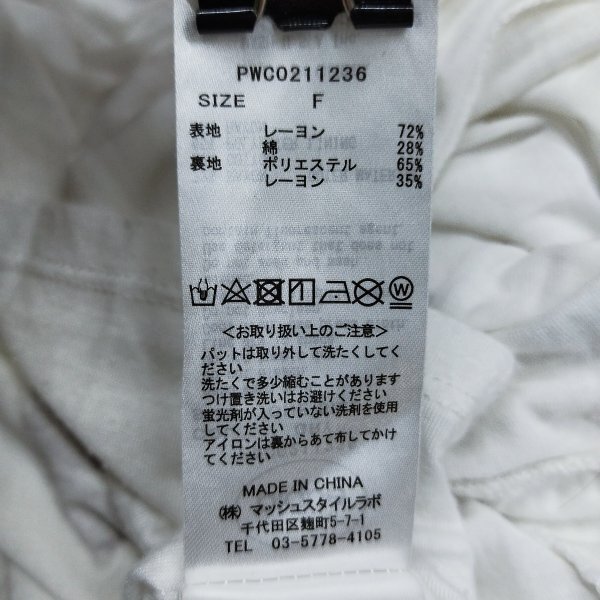 PWCO211236
SIZE F
表地 レーヨン 72%
綿 28%
裏地 ポリエステル 65%
レーヨン 35%
<お取り扱い上のご注意>
パットは取り外して洗たくしてく
ださい
洗たくで多少縮むことがあります
つけ置き洗いはお避けください
蛍光剤が入っていない洗剤を使用
してください
アイロンは裏からあて布してかけ
てください
MADE IN CHINA
(株) マッシュスタイルラボ
千代田区麹町5-7-1
TEL 03-5778-4105